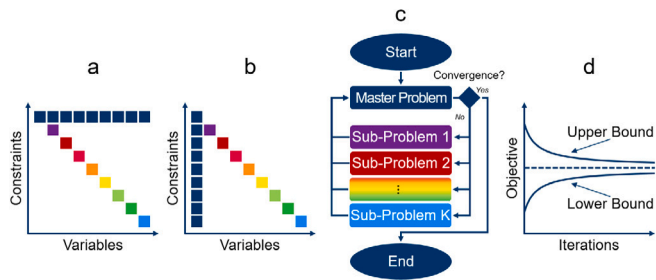 a
Constraints
Variables
b
Constraints
Variables
c
Start
Convergence?
Master Problem
Yes
No
Sub-Problem 1
Sub-Problem 2
⋮
Sub-Problem K
End
d
Objective
Upper Bound
Lower Bound
Iterations